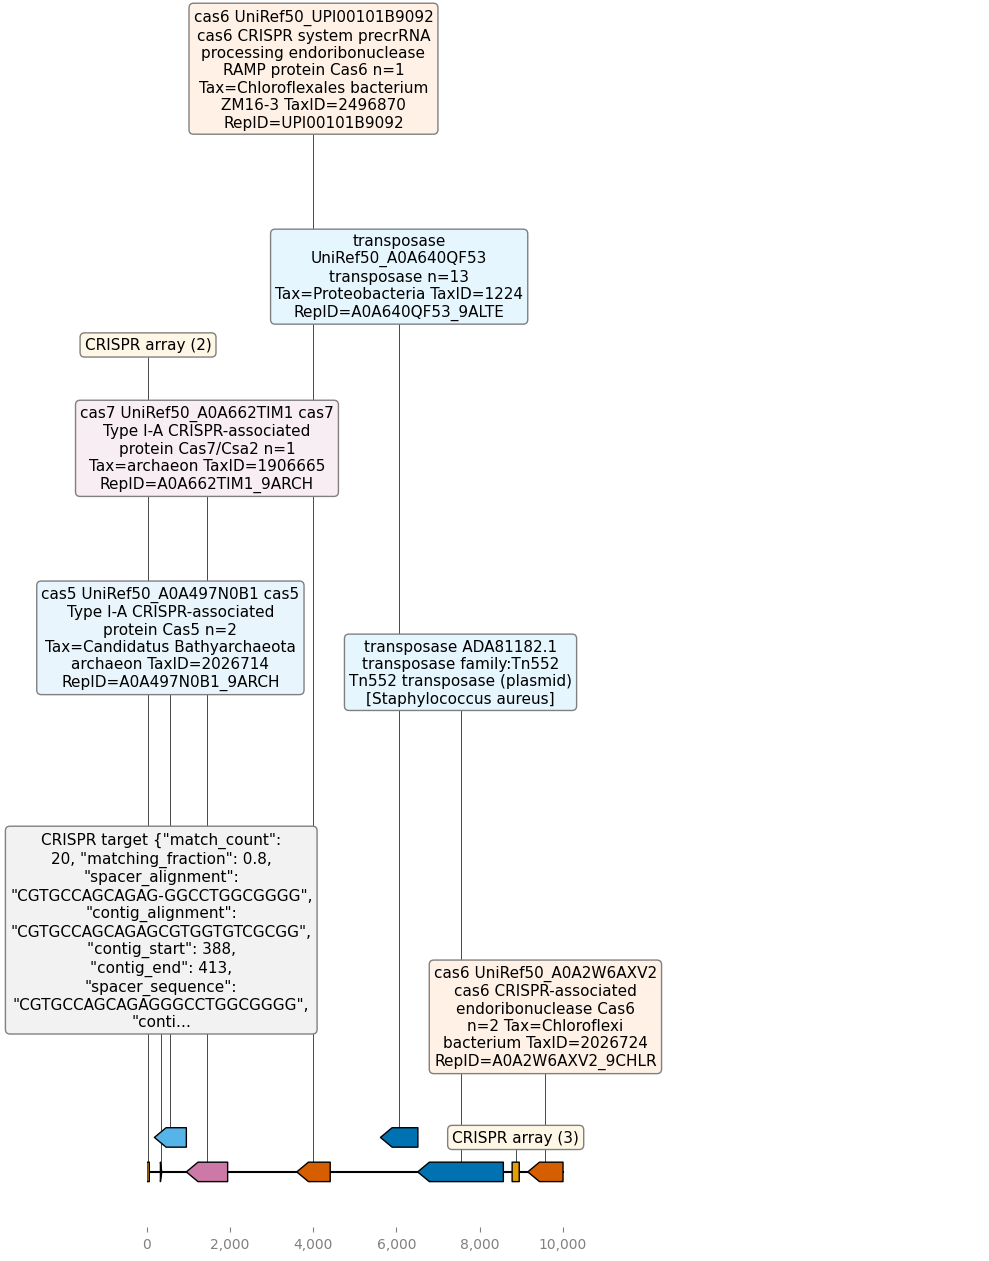 cas6 UniRef50_UPI00101B9092
cas6 CRISPR system precrRNA
processing endoribonuclease
RAMP protein Cas6 n=1
Tax=Chloroflexales bacterium
ZM16-3 TaxID=2496870
RepID=UPI00101B9092
transposase
UniRef50_A0A640QF53
transposase n=13
Tax=Proteobacteria TaxID=1224
RepID=A0A640QF53_9ALTE
CRISPR array (2)
cas7 UniRef50_A0A662TIM1 cas7
Type I-A CRISPR-associated
protein Cas7/Csa2 n=1
Tax=archaeon TaxID=1906665
RepID=A0A662TIM1_9ARCH
cas5 UniRef50_A0A497N0B1 cas5
Type I-A CRISPR-associated
protein Cas5 n=2
Tax=Candidatus Bathyarchaeota
archaeon TaxID=2026714
RepID=A0A497N0B1_9ARCH
transposase ADA81182.1
transposase family:Tn552
Tn552 transposase (plasmid)
[Staphylococcus aureus]
CRISPR target {"match_count":
20, "matching_fraction": 0.8,
"spacer_alignment":
"CGTGCCAGCAGAG-GGCCTGGCGGGG",
"contig_alignment":
"CGTGCCAGCAGAGCGTGGTGTCGCGG",
"contig_start": 388,
"contig_end": 413,
"spacer_sequence":
"CGTGCCAGCAGAGGGCCTGGCGGGG",
"conti...
cas6 UniRef50_A0A2W6AXV2
cas6 CRISPR-associated
endoribonuclease Cas6
n=2 Tax=Chloroflexi
bacterium TaxID=2026724
RepID=A0A2W6AXV2_9CHLR
CRISPR array (3)
0 2,000 4,000 6,000 8,000 10,000